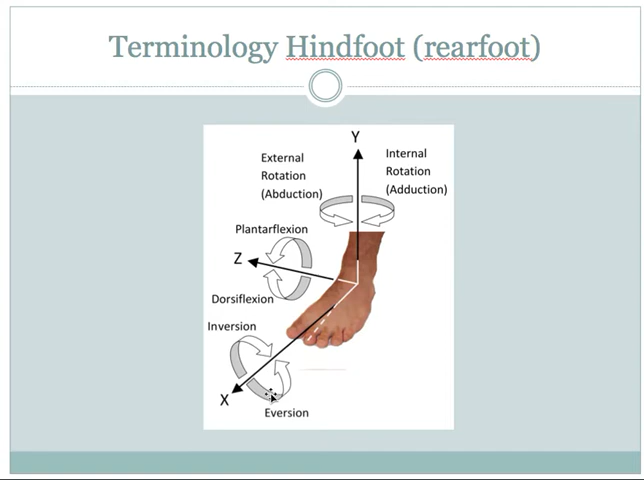 Terminology Hindfoot (rearfoot)
Y
External
Rotation
(Abduction)
Internal
Rotation
(Adduction)
Plantarflexion
Z
Dorsiflexion
Inversion
X
Eversion